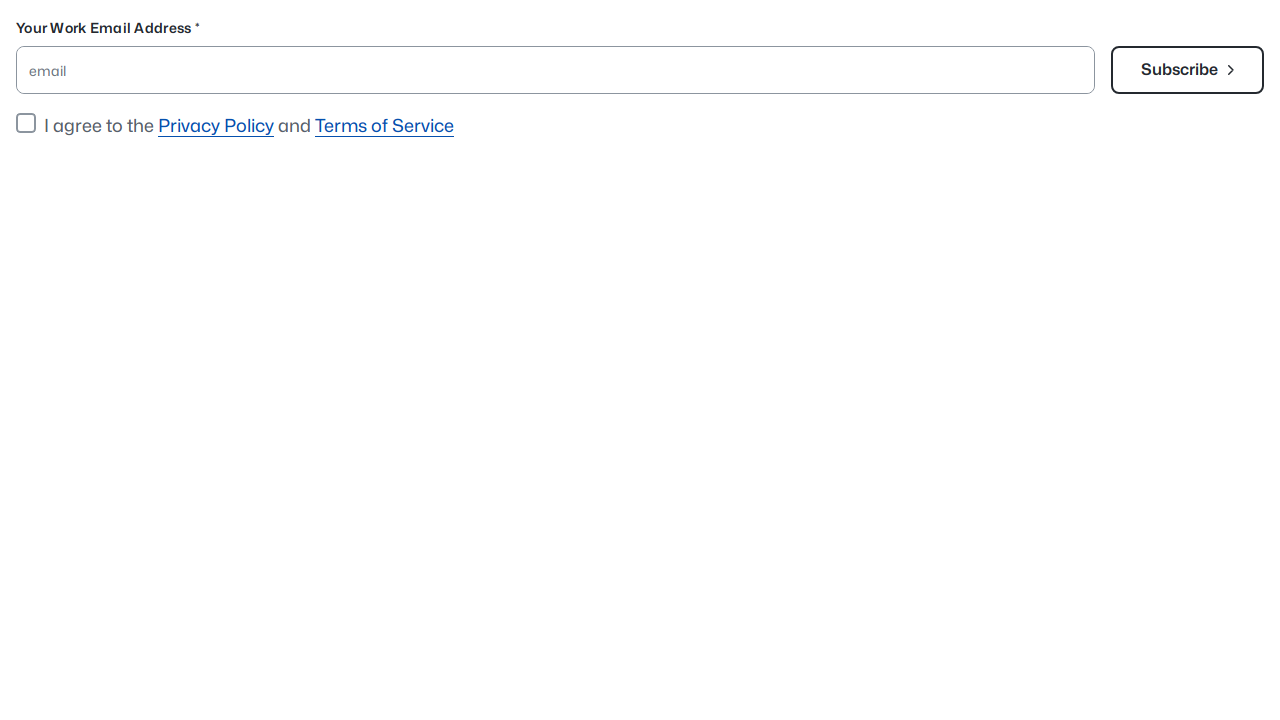 Your Work Email Address *
email
Subscribe
I agree to the Privacy Policy and Terms of Service